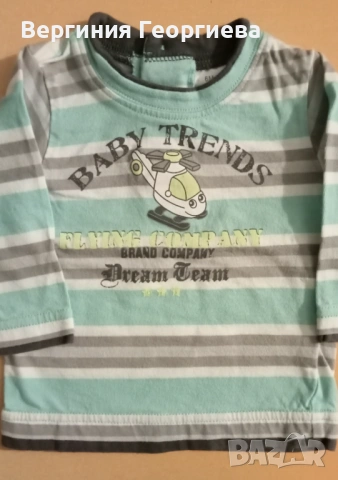 Вергиния Георгиева
BABY TRENDS
FLYING COMPANY
GRAND COMPANY
Dream Team
BAZAR